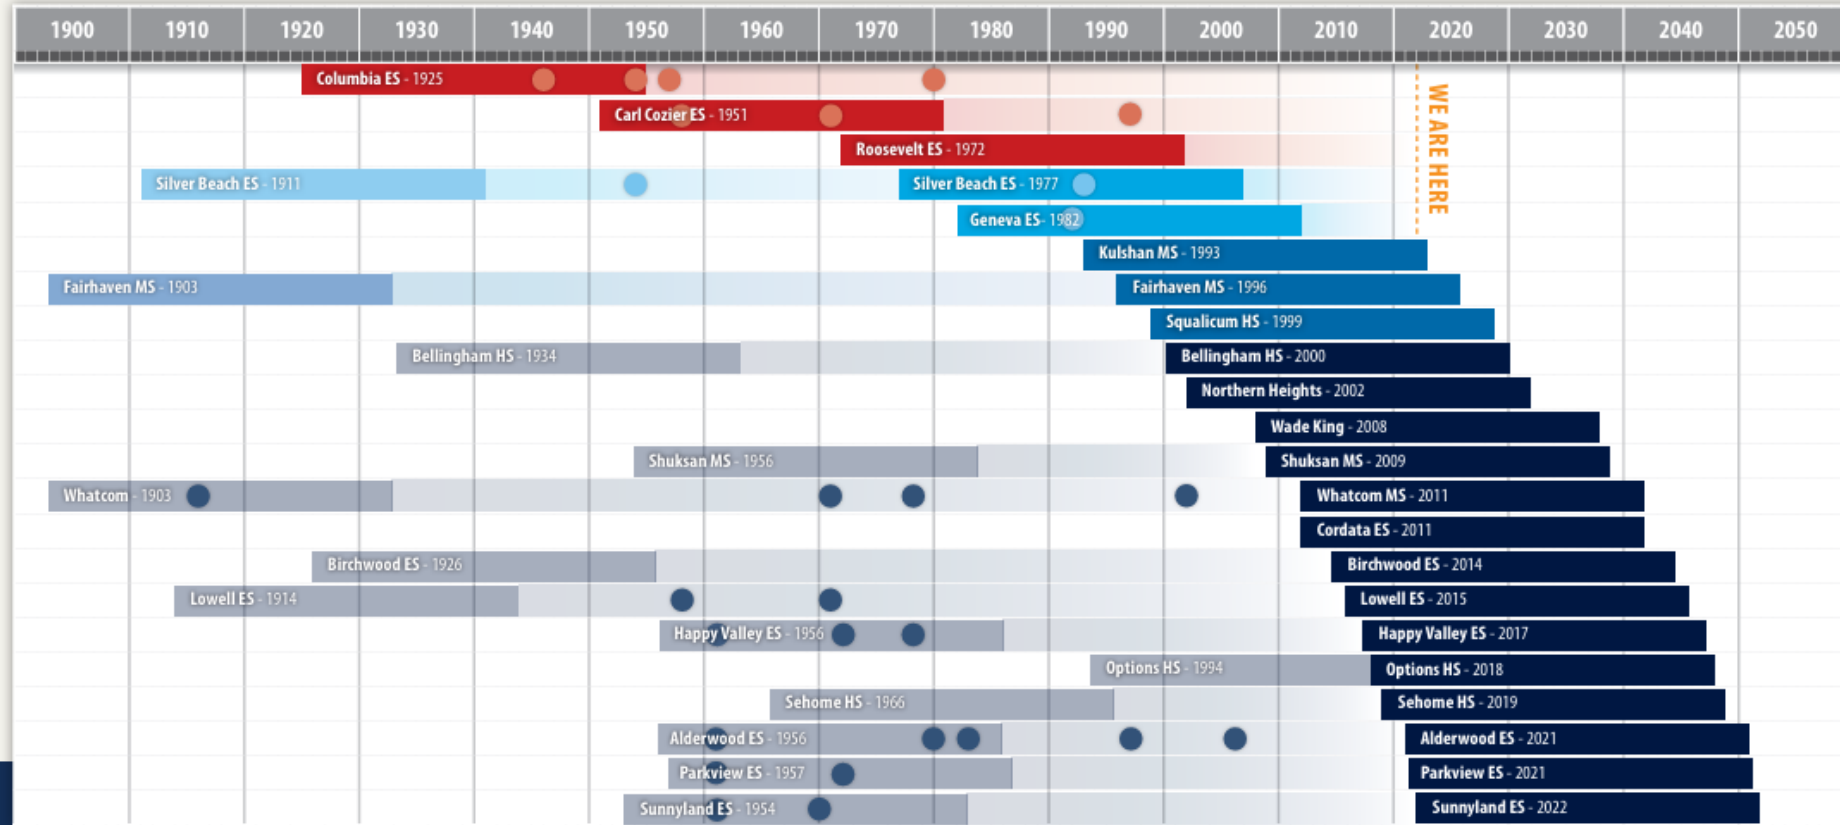 1900 1910 1920 1930 1940 1950 1960 1970 1980 1990 2000 2010 2020 2030 2040 2050
Columbia ES - 1925
WE ARE HERE
Carl Cozier ES - 1951
Roosevelt ES - 1972
Silver Beach ES - 1911 Silver Beach ES - 1977
Geneva ES- 1982
Kulshan MS - 1993
Fairhaven MS - 1903 Fairhaven MS - 1996
Squalicum HS - 1999
Bellingham HS - 1934 Bellingham HS - 2000
Northern Heights - 2002
Wade King - 2008
Shuksan MS - 1956 Shuksan MS - 2009
Whatcom - 1903 Whatcom MS - 2011
Cordata ES - 2011
Birchwood ES - 1926 Birchwood ES - 2014
Lowell ES - 1914 Lowell ES - 2015
Happy Valley ES - 1956 Happy Valley ES - 2017
Options HS - 1994 Options HS - 2018
Sehome HS - 1966 Sehome HS - 2019
Alderwood ES - 1956 Alderwood ES - 2021
Parkview ES - 1957 Parkview ES - 2021
Sunnyland ES - 1954 Sunnyland ES - 2022